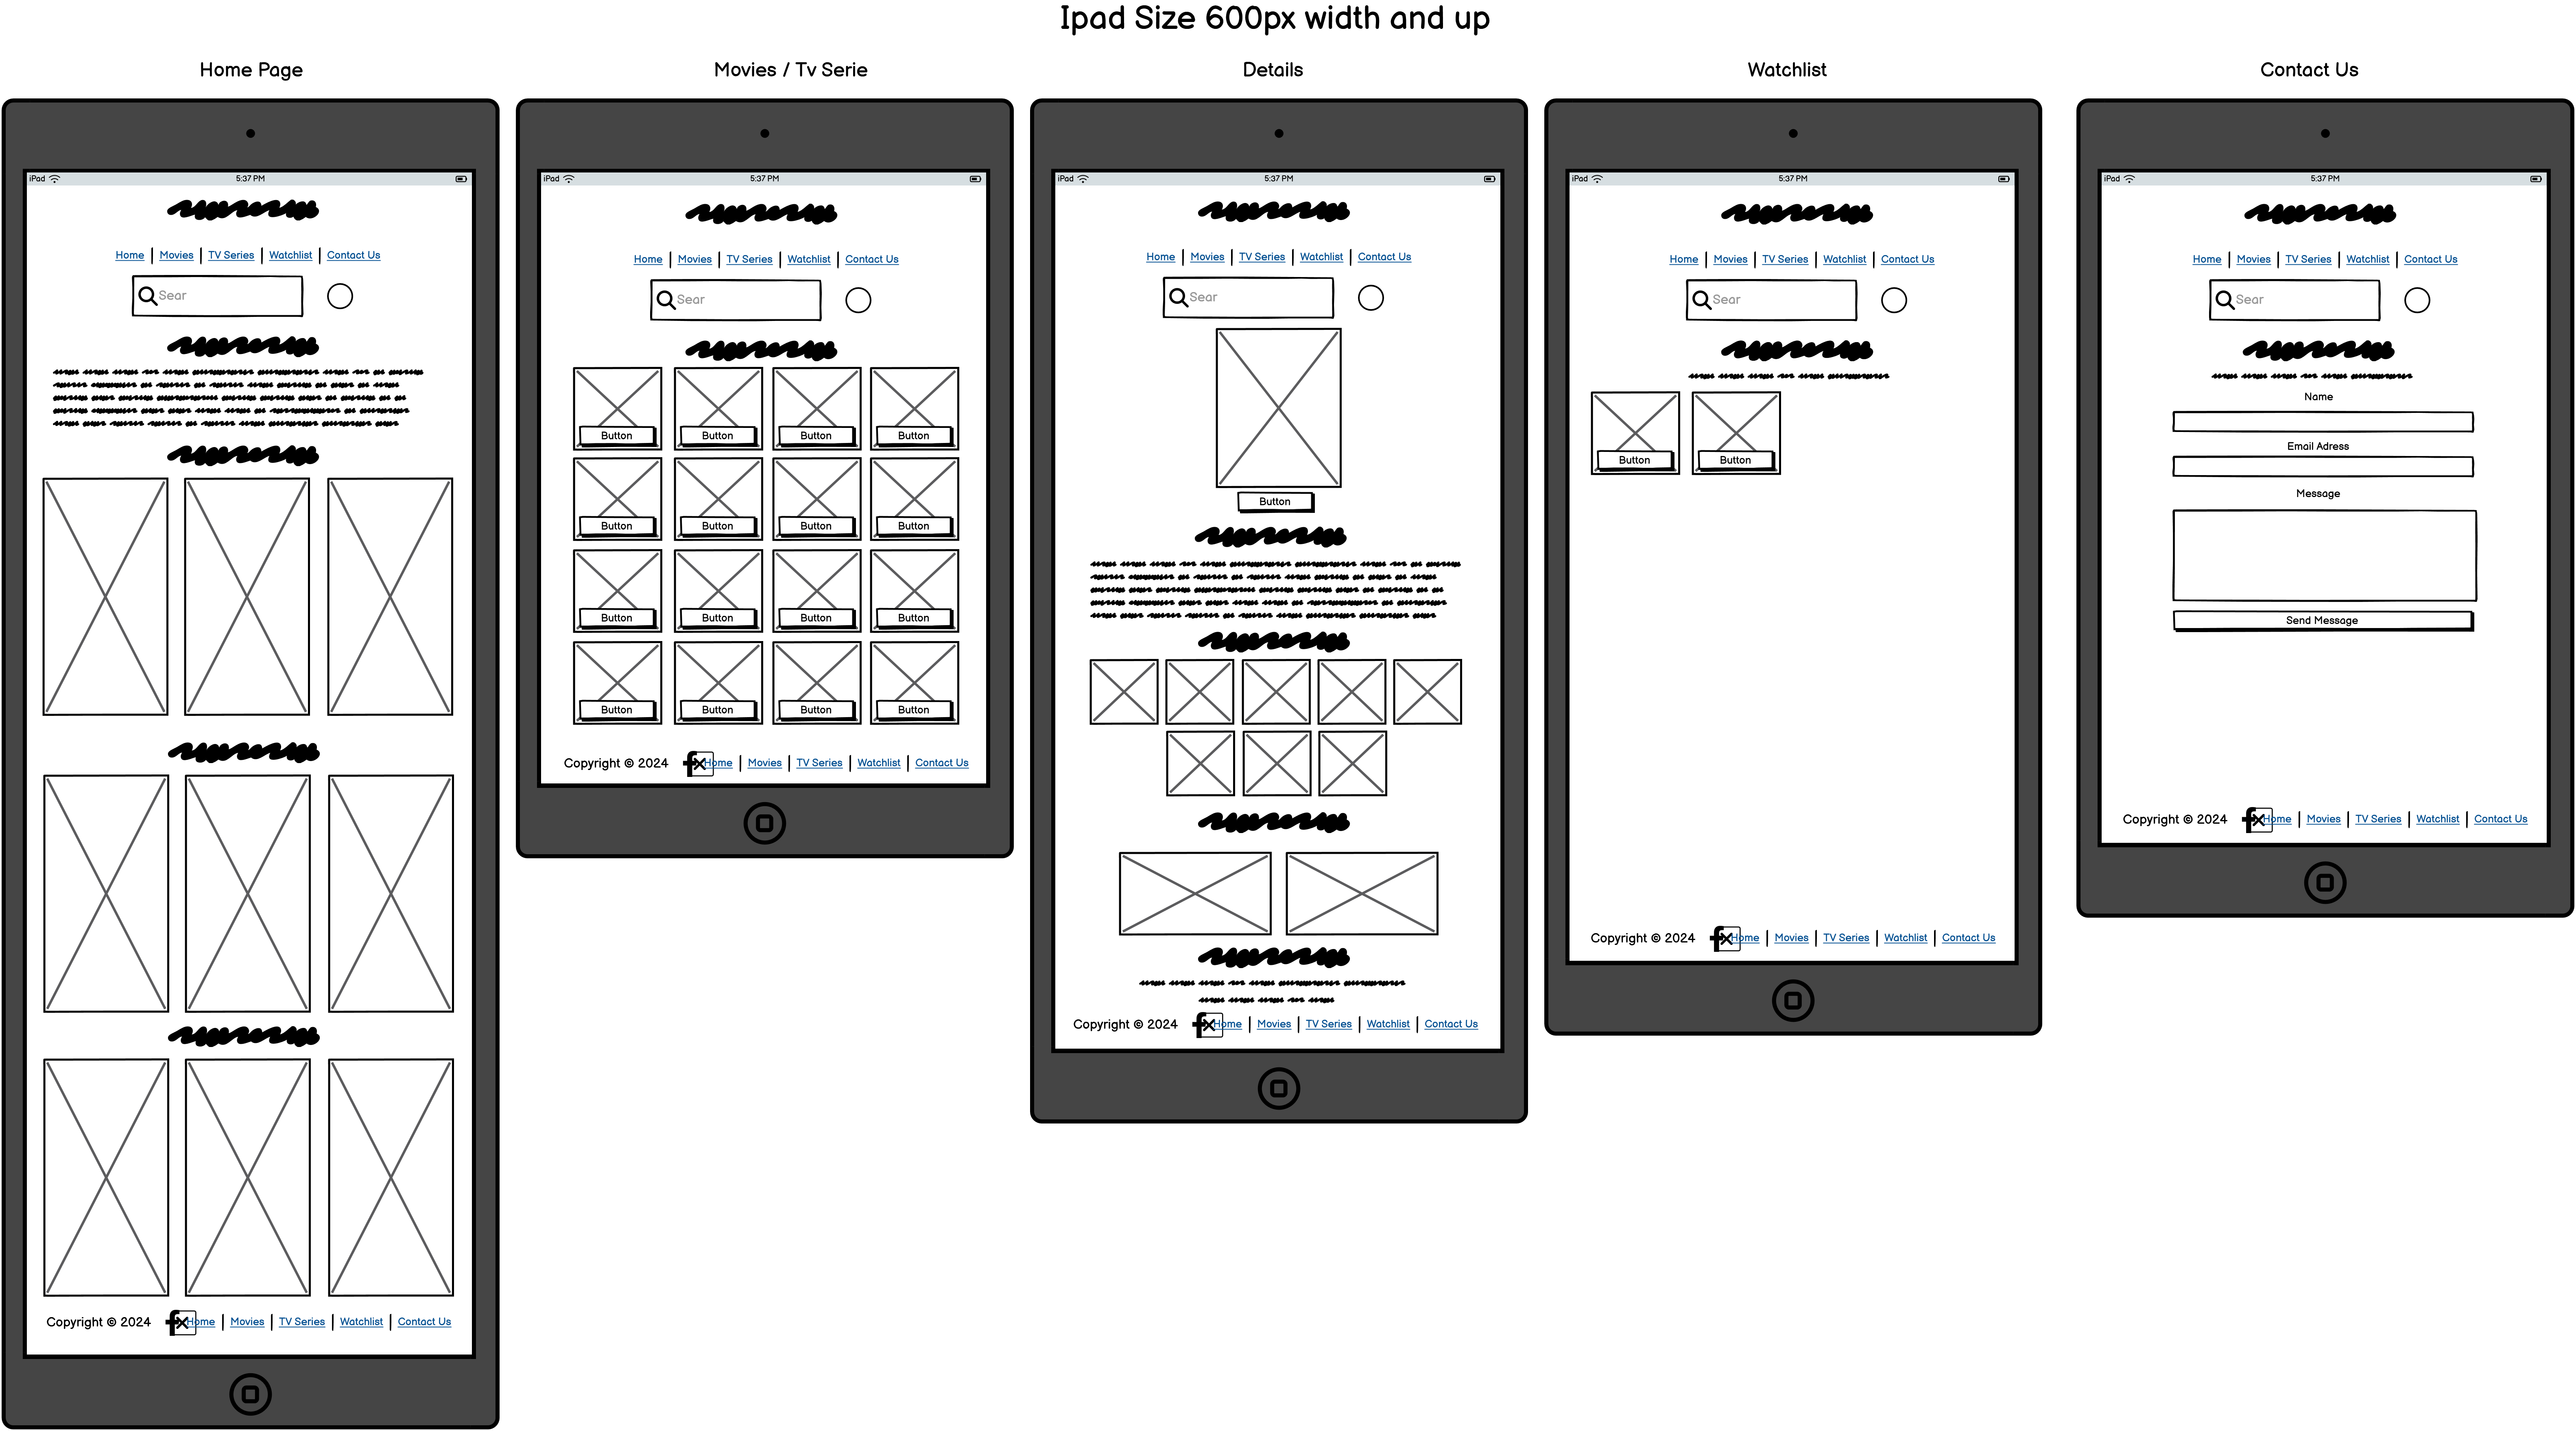 Ipad Size 600px width and up
Home Page
iPad 5:37 PM
Home Movies TV Series Watchlist Contact Us
Sear
Copyright © 2024 f Home Movies TV Series Watchlist Contact Us
Movies / Tv Serie
iPad 5:37 PM
Home Movies TV Series Watchlist Contact Us
Sear
Button Button Button Button
Button Button Button Button
Button Button Button Button
Button Button Button Button
Copyright © 2024 f Home Movies TV Series Watchlist Contact Us
Details
iPad 5:37 PM
Home Movies TV Series Watchlist Contact Us
Sear
Button
Copyright © 2024 f Home Movies TV Series Watchlist Contact Us
Watchlist
iPad 5:37 PM
Home Movies TV Series Watchlist Contact Us
Sear
Button Button
Copyright © 2024 f Home Movies TV Series Watchlist Contact Us
Contact Us
iPad 5:37 PM
Home Movies TV Series Watchlist Contact Us
Sear
Name
Email Adress
Message
Send Message
Copyright © 2024 f Home Movies TV Series Watchlist Contact Us